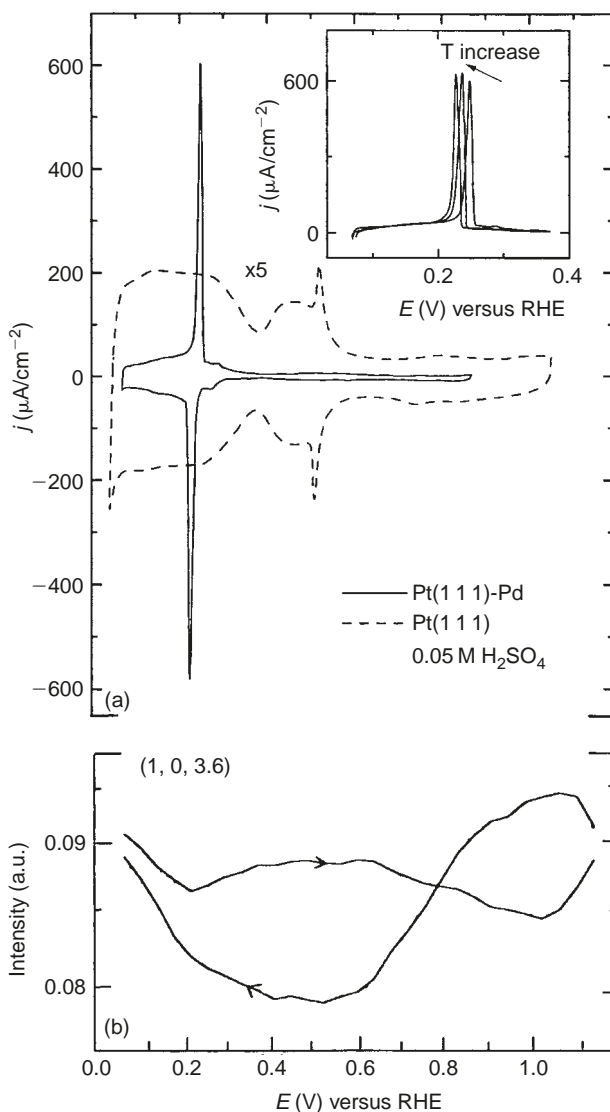 600
400
200
0
−200
−400
−600
j (μA/cm−2)
x5
T increase
600
0
j (μA/cm−2)
0.2
0.4
E (V) versus RHE
Pt(1 1 1)-Pd
Pt(1 1 1)
0.05 M H2SO4
(a)
(1, 0, 3.6)
0.09
0.08
Intensity (a.u.)
(b)
0.0
0.2
0.4
0.6
0.8
1.0
E (V) versus RHE